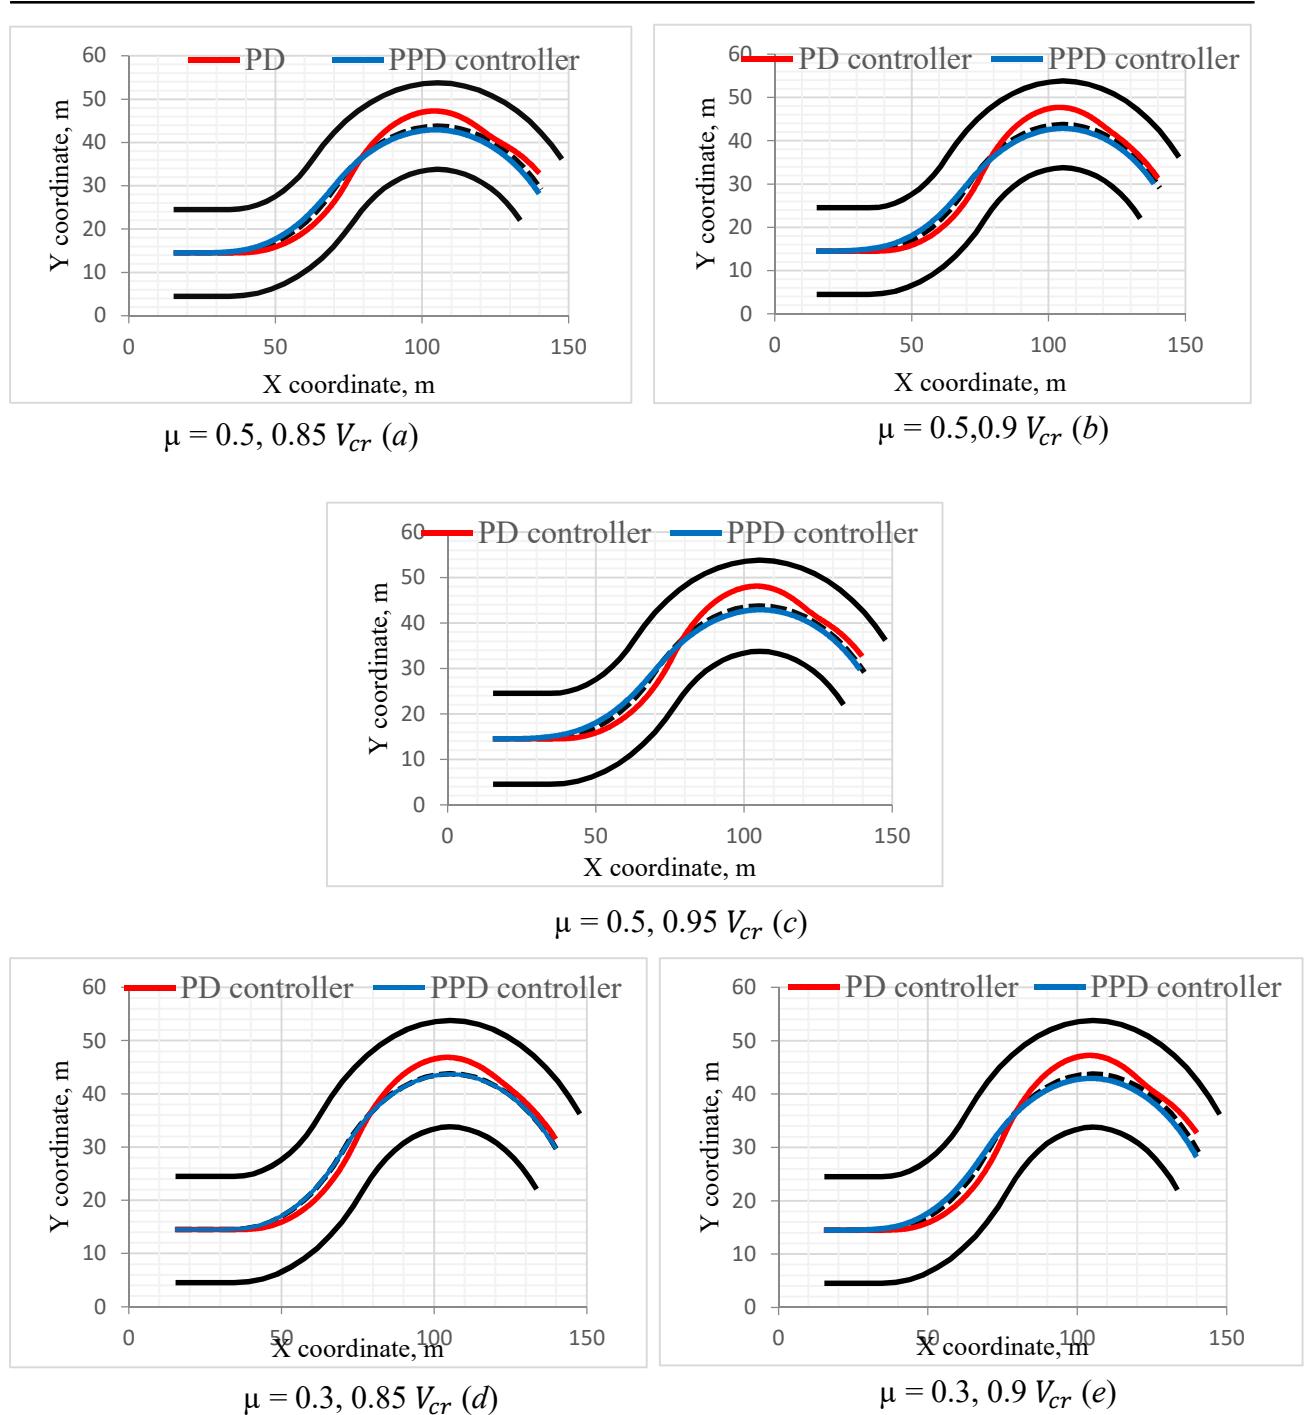 PD PPD controller
60
50
40
30
20
10
0
0 50 100 150
Y coordinate, m
X coordinate, m
μ = 0.5, 0.85 Vcr (a)
PD controller PPD controller
60
50
40
30
20
10
0
0 50 100 150
Y coordinate, m
X coordinate, m
μ = 0.5,0.9 Vcr (b)
PD controller PPD controller
60
50
40
30
20
10
0
0 50 100 150
Y coordinate, m
X coordinate, m
μ = 0.5, 0.95 Vcr (c)
PD controller PPD controller
60
50
40
30
20
10
0
0 50 100 150
Y coordinate, m
X coordinate, m
μ = 0.3, 0.85 Vcr (d)
PD controller PPD controller
60
50
40
30
20
10
0
0 50 100 150
Y coordinate, m
X coordinate, m
μ = 0.3, 0.9 Vcr (e)